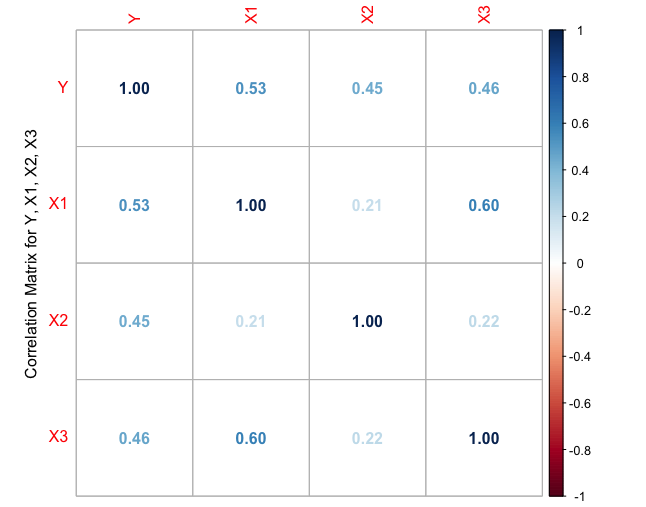 Y X1 X2 X3
Correlation Matrix for Y, X1, X2, X3
Y 1.00 0.53 0.45 0.46
X1 0.53 1.00 0.21 0.60
X2 0.45 0.21 1.00 0.22
X3 0.46 0.60 0.22 1.00
1
0.8
0.6
0.4
0.2
0
-0.2
-0.4
-0.6
-0.8
-1